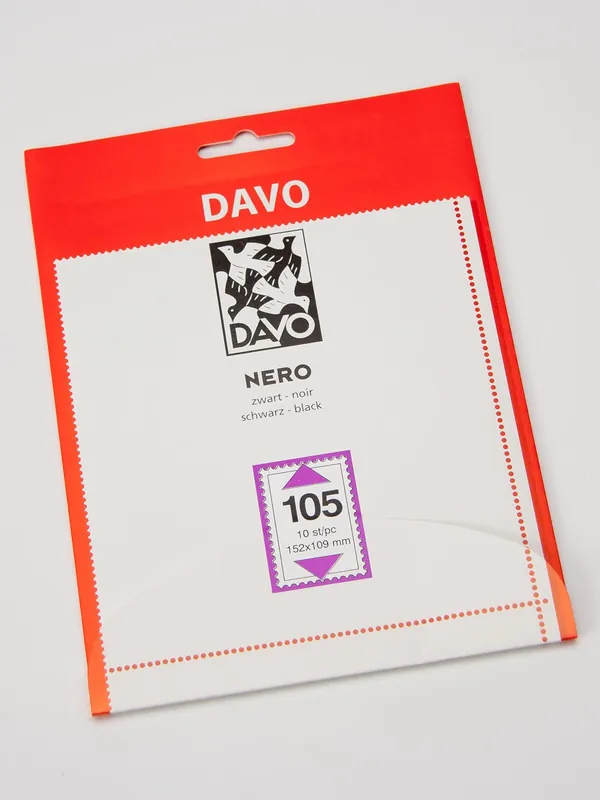 DAVO
DAVO
NERO
zwart - noir
schwarz - black
105
10 st/pc
152x109 mm